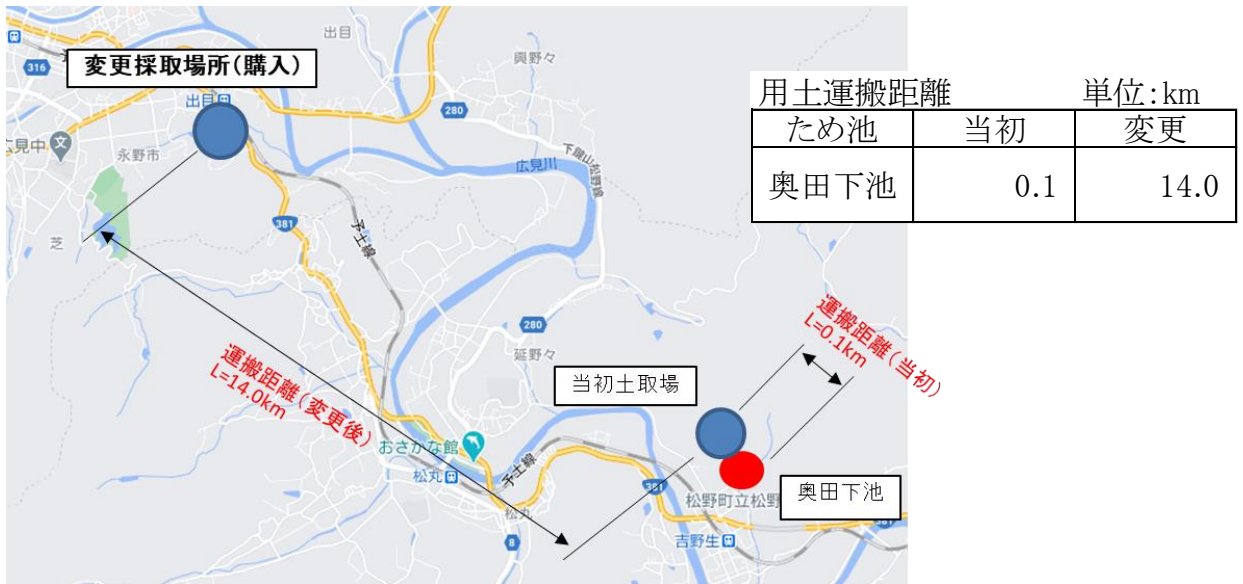 出目
興野々
316
変更採取場所(購入)
出目
280
広見中
永野市
下鍵山松野線
広見川
芝
381
予土線
運搬距離(変更後)
L=14.0km
280
延野々
当初土取場
運搬距離(当初)
L=0.1km
おさかな館
松丸
予土線
松丸
8
381
松野町立松野
奥田下池
吉野生
381
用土運搬距離 単位:km
ため池 当初 変更
奥田下池 0.1 14.0